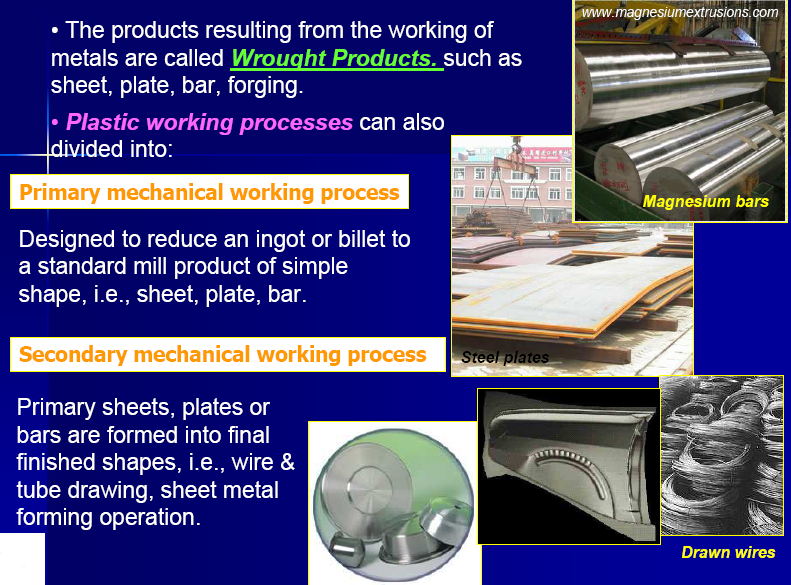 www.magnesiumextrusions.com
• The products resulting from the working of
metals are called Wrought Products. such as
sheet, plate, bar, forging.
• Plastic working processes can also
divided into:
Primary mechanical working process
Magnesium bars
Designed to reduce an ingot or billet to
a standard mill product of simple
shape, i.e., sheet, plate, bar.
Secondary mechanical working process
Steel plates
Primary sheets, plates or
bars are formed into final
finished shapes, i.e., wire &
tube drawing, sheet metal
forming operation.
Drawn wires